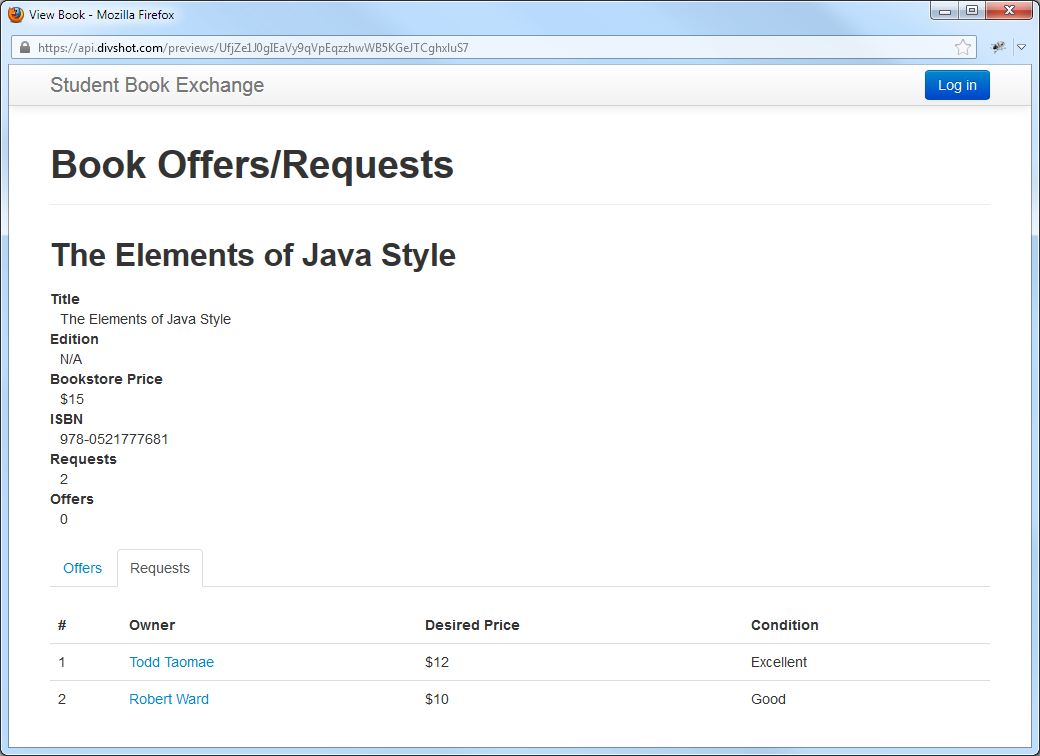 View Book - Mozilla Firefox
https://api.divshot.com/previews/UfjZe1J0gIEaVy9qVpEqzzhwWB5KGeJTCghxIuS7
Student Book Exchange Log in
Book Offers/Requests
The Elements of Java Style
Title
The Elements of Java Style
Edition
N/A
Bookstore Price
$15
ISBN
978-0521777681
Requests
2
Offers
0
Offers Requests
# Owner Desired Price Condition
1 Todd Taomae $12 Excellent
2 Robert Ward $10 Good